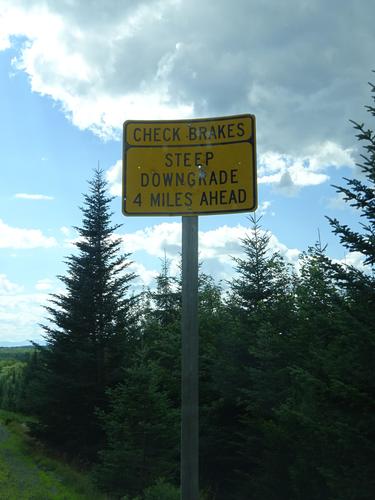 CHECK BRAKES
STEEP
DOWNGRADE
4 MILES AHEAD